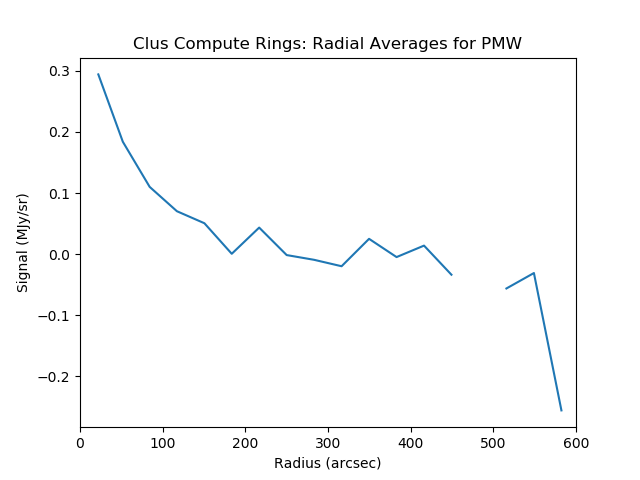 Clus Compute Rings: Radial Averages for PMW
0.3
0.2
0.1
0.0
−0.1
−0.2
Signal (MJy/sr)
0 100 200 300 400 500 600
Radius (arcsec)